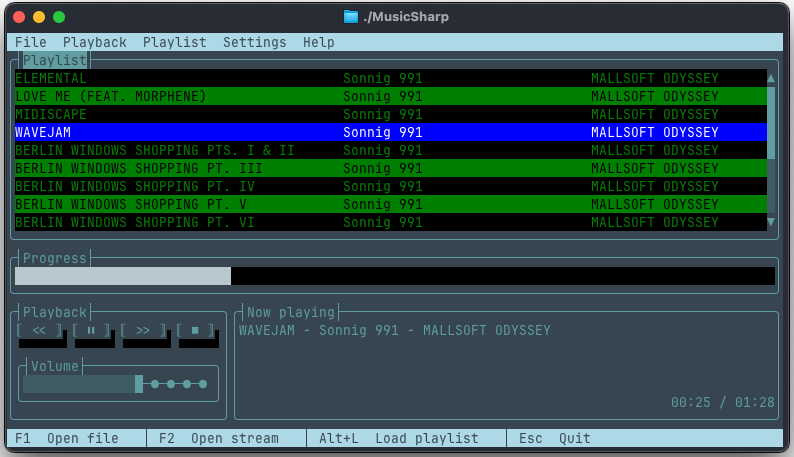 ./MusicSharp
File Playback Playlist Settings Help
Playlist
ELEMENTAL Sonnig 991 MALLSOFT ODYSSEY
LOVE ME (FEAT. MORPHENE) Sonnig 991 MALLSOFT ODYSSEY
MIDISCAPE Sonnig 991 MALLSOFT ODYSSEY
WAVEJAM Sonnig 991 MALLSOFT ODYSSEY
BERLIN WINDOWS SHOPPING PTS. I & II Sonnig 991 MALLSOFT ODYSSEY
BERLIN WINDOWS SHOPPING PT. III Sonnig 991 MALLSOFT ODYSSEY
BERLIN WINDOWS SHOPPING PT. IV Sonnig 991 MALLSOFT ODYSSEY
BERLIN WINDOWS SHOPPING PT. V Sonnig 991 MALLSOFT ODYSSEY
BERLIN WINDOWS SHOPPING PT. VI Sonnig 991 MALLSOFT ODYSSEY
Progress
Playback
<< >>
Volume
Now playing
WAVEJAM - Sonnig 991 - MALLSOFT ODYSSEY
00:25 / 01:28
F1 Open file F2 Open stream Alt+L Load playlist Esc Quit